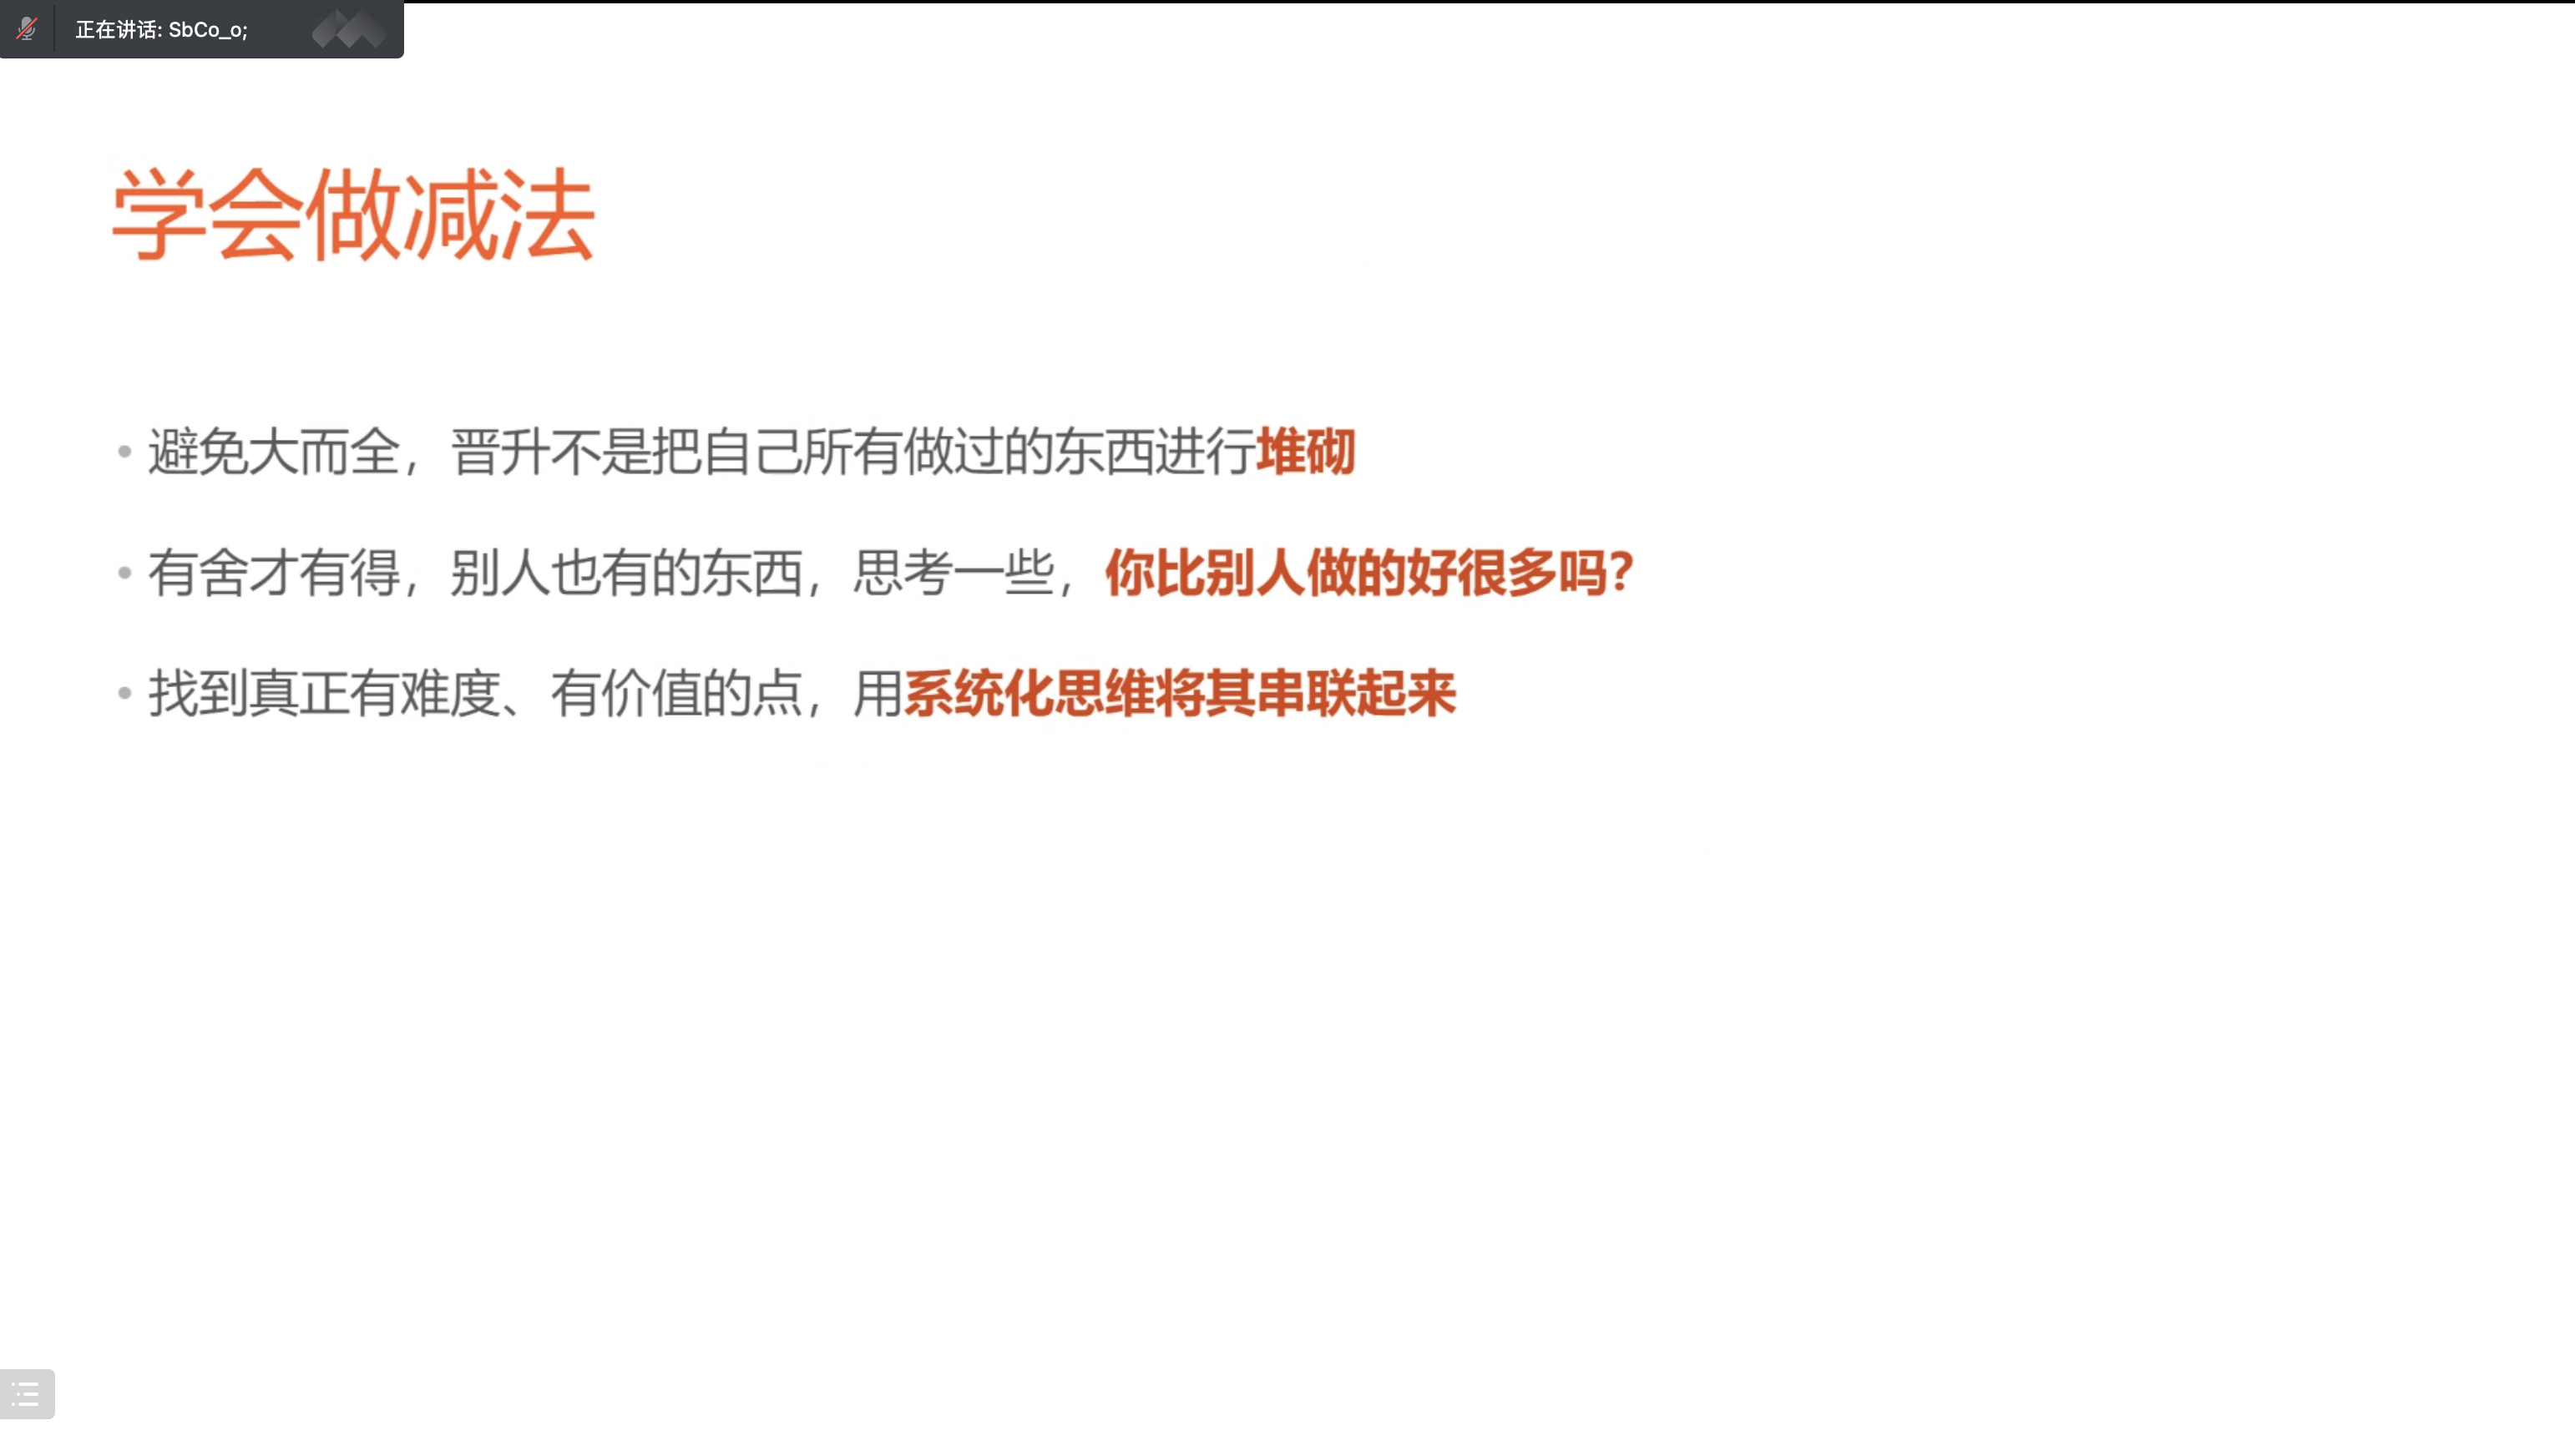 正在讲话: SbCo_o;
学会做减法
• 避免大而全，晋升不是把自己所有做过的东西进行堆砌
• 有舍才有得，别人也有的东西，思考一些，你比别人做的好很多吗？
• 找到真正有难度、有价值的点，用系统化思维将其串联起来